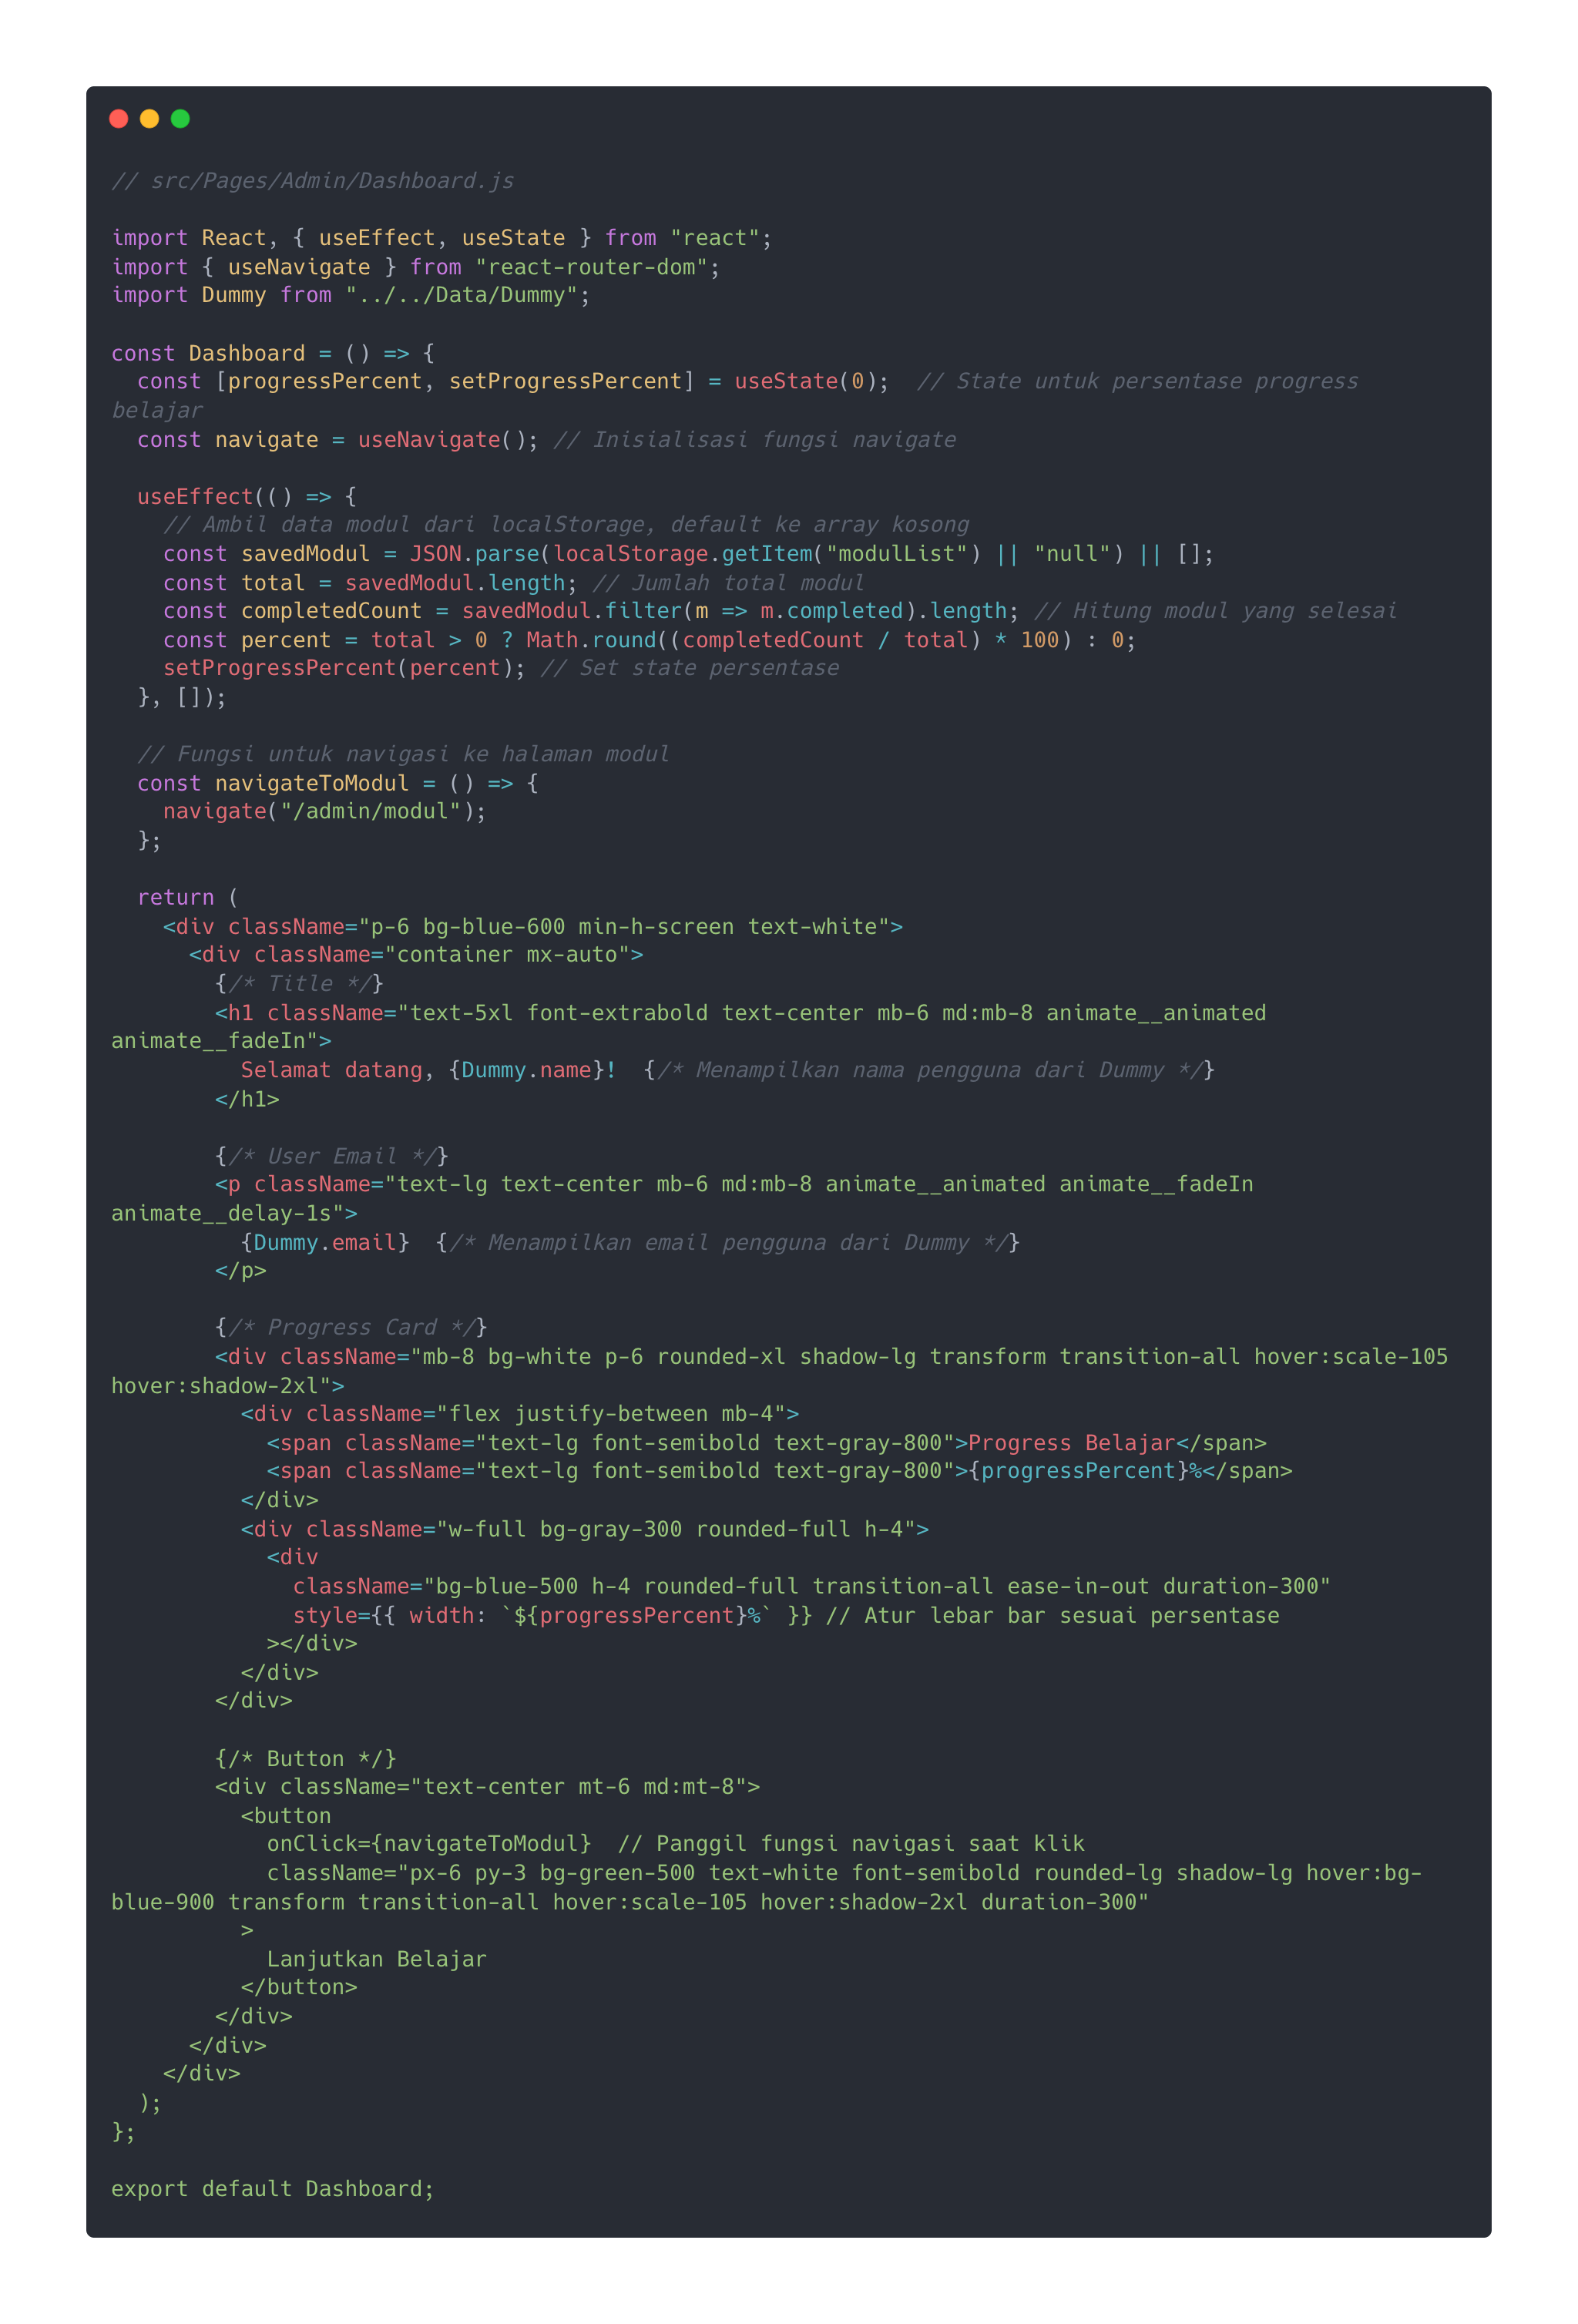 // src/Pages/Admin/Dashboard.js
import React, { useEffect, useState } from "react";
import { useNavigate } from "react-router-dom";
import Dummy from "../../Data/Dummy";
const Dashboard = () => {
const [progressPercent, setProgressPercent] = useState(0);  // State untuk persentase progress
belajar
const navigate = useNavigate(); // Inisialisasi fungsi navigate
useEffect(() => {
// Ambil data modul dari localStorage, default ke array kosong
const savedModul = JSON.parse(localStorage.getItem("modulList") || "null") || [];
const total = savedModul.length; // Jumlah total modul
const completedCount = savedModul.filter(m => m.completed).length; // Hitung modul yang selesai
const percent = total > 0 ? Math.round((completedCount / total) * 100) : 0;
setProgressPercent(percent); // Set state persentase
}, []);
// Fungsi untuk navigasi ke halaman modul
const navigateToModul = () => {
navigate("/admin/modul");
};
return (
<div className="p-6 bg-blue-600 min-h-screen text-white">
<div className="container mx-auto">
{/* Title */}
<h1 className="text-5xl font-extrabold text-center mb-6 md:mb-8 animate__animated
animate__fadeIn">
Selamat datang, {Dummy.name}!  {/* Menampilkan nama pengguna dari Dummy */}
</h1>
{/* User Email */}
<p className="text-lg text-center mb-6 md:mb-8 animate__animated animate__fadeIn
animate__delay-1s">
{Dummy.email}  {/* Menampilkan email pengguna dari Dummy */}
</p>
{/* Progress Card */}
<div className="mb-8 bg-white p-6 rounded-xl shadow-lg transform transition-all hover:scale-105
hover:shadow-2xl">
<div className="flex justify-between mb-4">
<span className="text-lg font-semibold text-gray-800">Progress Belajar</span>
<span className="text-lg font-semibold text-gray-800">{progressPercent}%</span>
</div>
<div className="w-full bg-gray-300 rounded-full h-4">
<div
className="bg-blue-500 h-4 rounded-full transition-all ease-in-out duration-300"
style={{ width: `${progressPercent}%` }} // Atur lebar bar sesuai persentase
></div>
</div>
</div>
{/* Button */}
<div className="text-center mt-6 md:mt-8">
<button
onClick={navigateToModul}  // Panggil fungsi navigasi saat klik
className="px-6 py-3 bg-green-500 text-white font-semibold rounded-lg shadow-lg hover:bg-
blue-900 transform transition-all hover:scale-105 hover:shadow-2xl duration-300"
>
Lanjutkan Belajar
</button>
</div>
</div>
</div>
);
};
export default Dashboard;